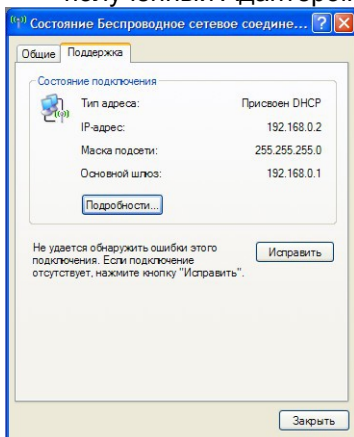 полученный Адаптером
Состояние Беспроводное сетевое соедине...
Общие Поддержка
Состояние подключения
Тип адреса: Присвоен DHCP
IP-адрес: 192.168.0.2
Маска подсети: 255.255.255.0
Основной шлюз: 192.168.0.1
Подробности...
Не удается обнаружить ошибки этого
подключения. Если подключение
отсутствует, нажмите кнопку "Исправить".
Исправить
Закрыть